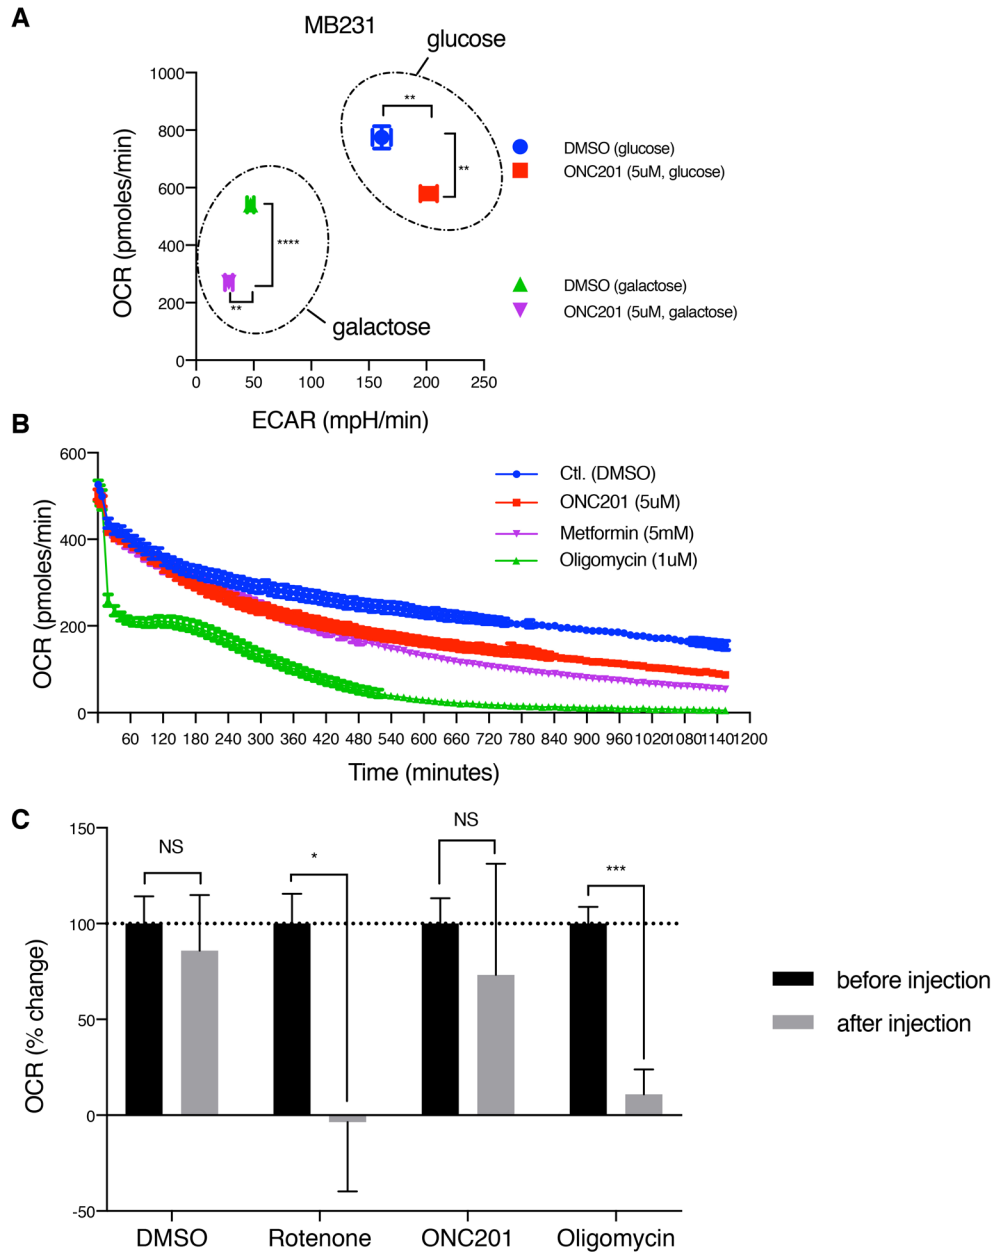 A
MB231
glucose
1000
800
600
400
200
0
OCR (pmoles/min)
**
**
****
**
galactose
0 50 100 150 200 250
ECAR (mpH/min)
DMSO (glucose)
ONC201 (5uM, glucose)
DMSO (galactose)
ONC201 (5uM, galactose)
B
600
400
200
0
OCR (pmoles/min)
Ctl. (DMSO)
ONC201 (5uM)
Metformin (5mM)
Oligomycin (1uM)
60 120 180 240 300 360 420 480 540 600 660 720 780 840 900 960 1020 1080 1140 1200
Time (minutes)
C
150
100
50
0
-50
OCR (% change)
NS
*
NS
***
before injection
after injection
DMSO Rotenone ONC201 Oligomycin